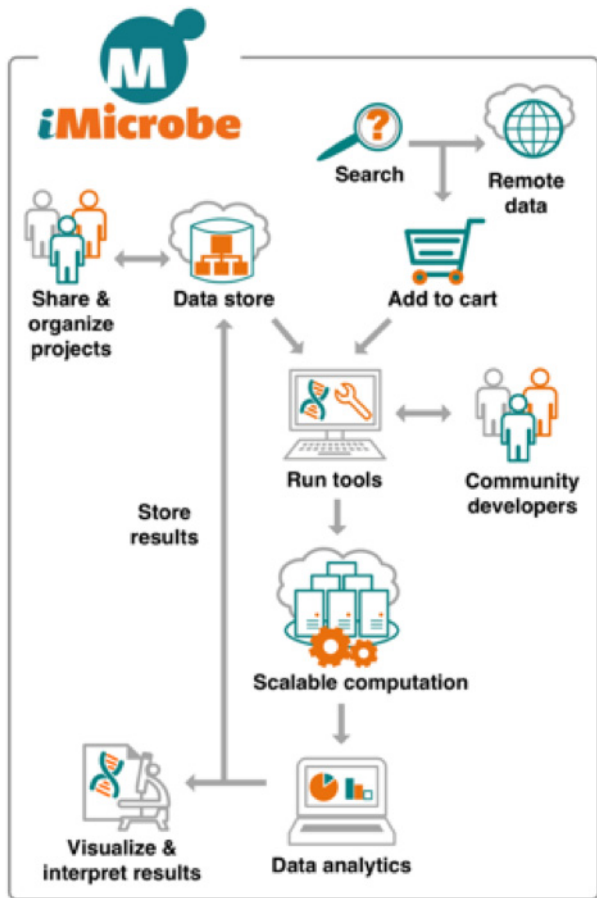 M
iMicrobe
?
Search
Remote
data
Share &
organize
projects
Data store
Add to cart
Run tools
Community
developers
Store
results
Scalable computation
Visualize &
interpret results
Data analytics